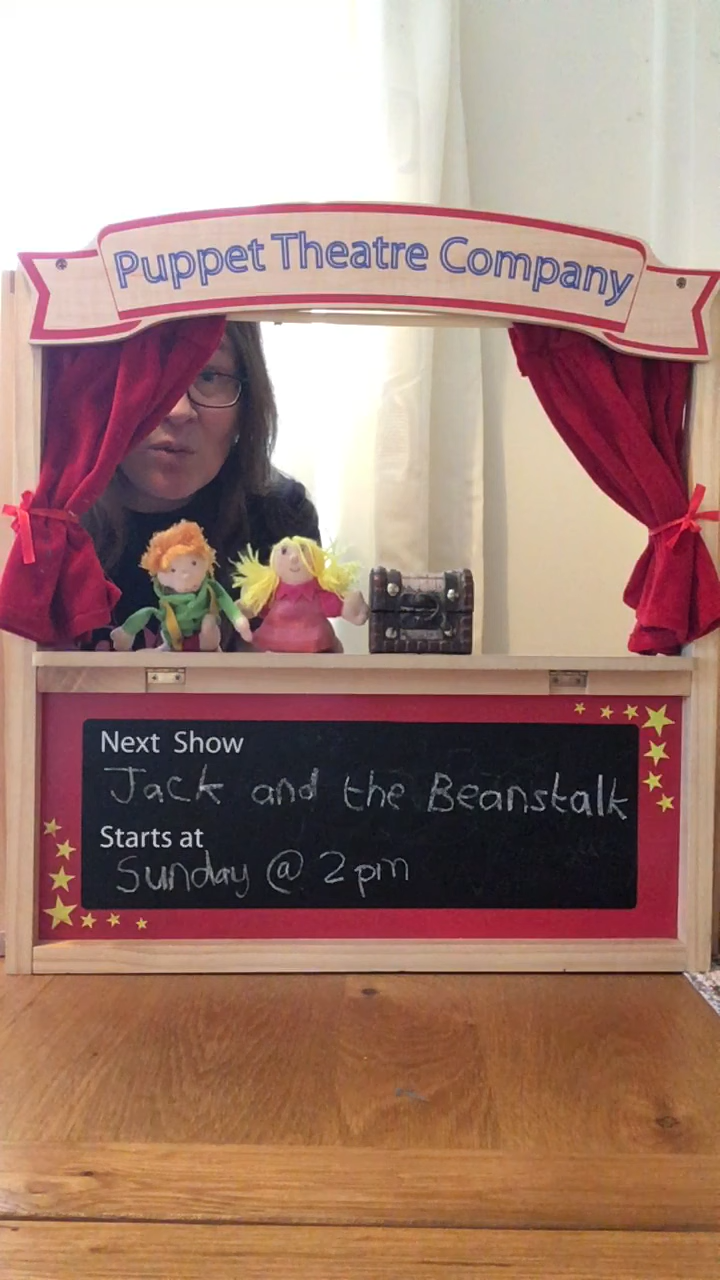 Puppet Theatre Company
Next Show
Jack and the Beanstalk
Starts at
Sunday @ 2pm